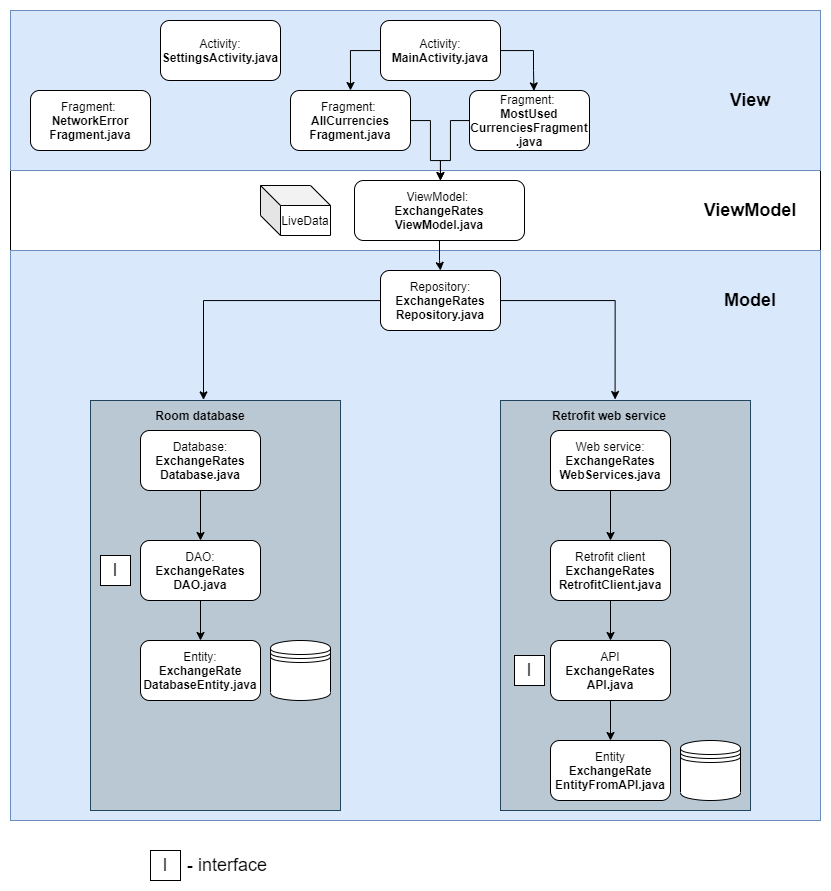 Activity:
SettingsActivity.java
Activity:
MainActivity.java
Fragment:
NetworkError
Fragment.java
Fragment:
AllCurrencies
Fragment.java
Fragment:
MostUsed
CurrenciesFragment
.java
View
LiveData
ViewModel:
ExchangeRates
ViewModel.java
ViewModel
Repository:
ExchangeRates
Repository.java
Model
Room database
Database:
ExchangeRates
Database.java
I
DAO:
ExchangeRates
DAO.java
Entity:
ExchangeRate
DatabaseEntity.java
Retrofit web service
Web service:
ExchangeRates
WebServices.java
Retrofit client
ExchangeRates
RetrofitClient.java
I
API
ExchangeRates
API.java
Entity
ExchangeRate
EntityFromAPI.java
I - interface